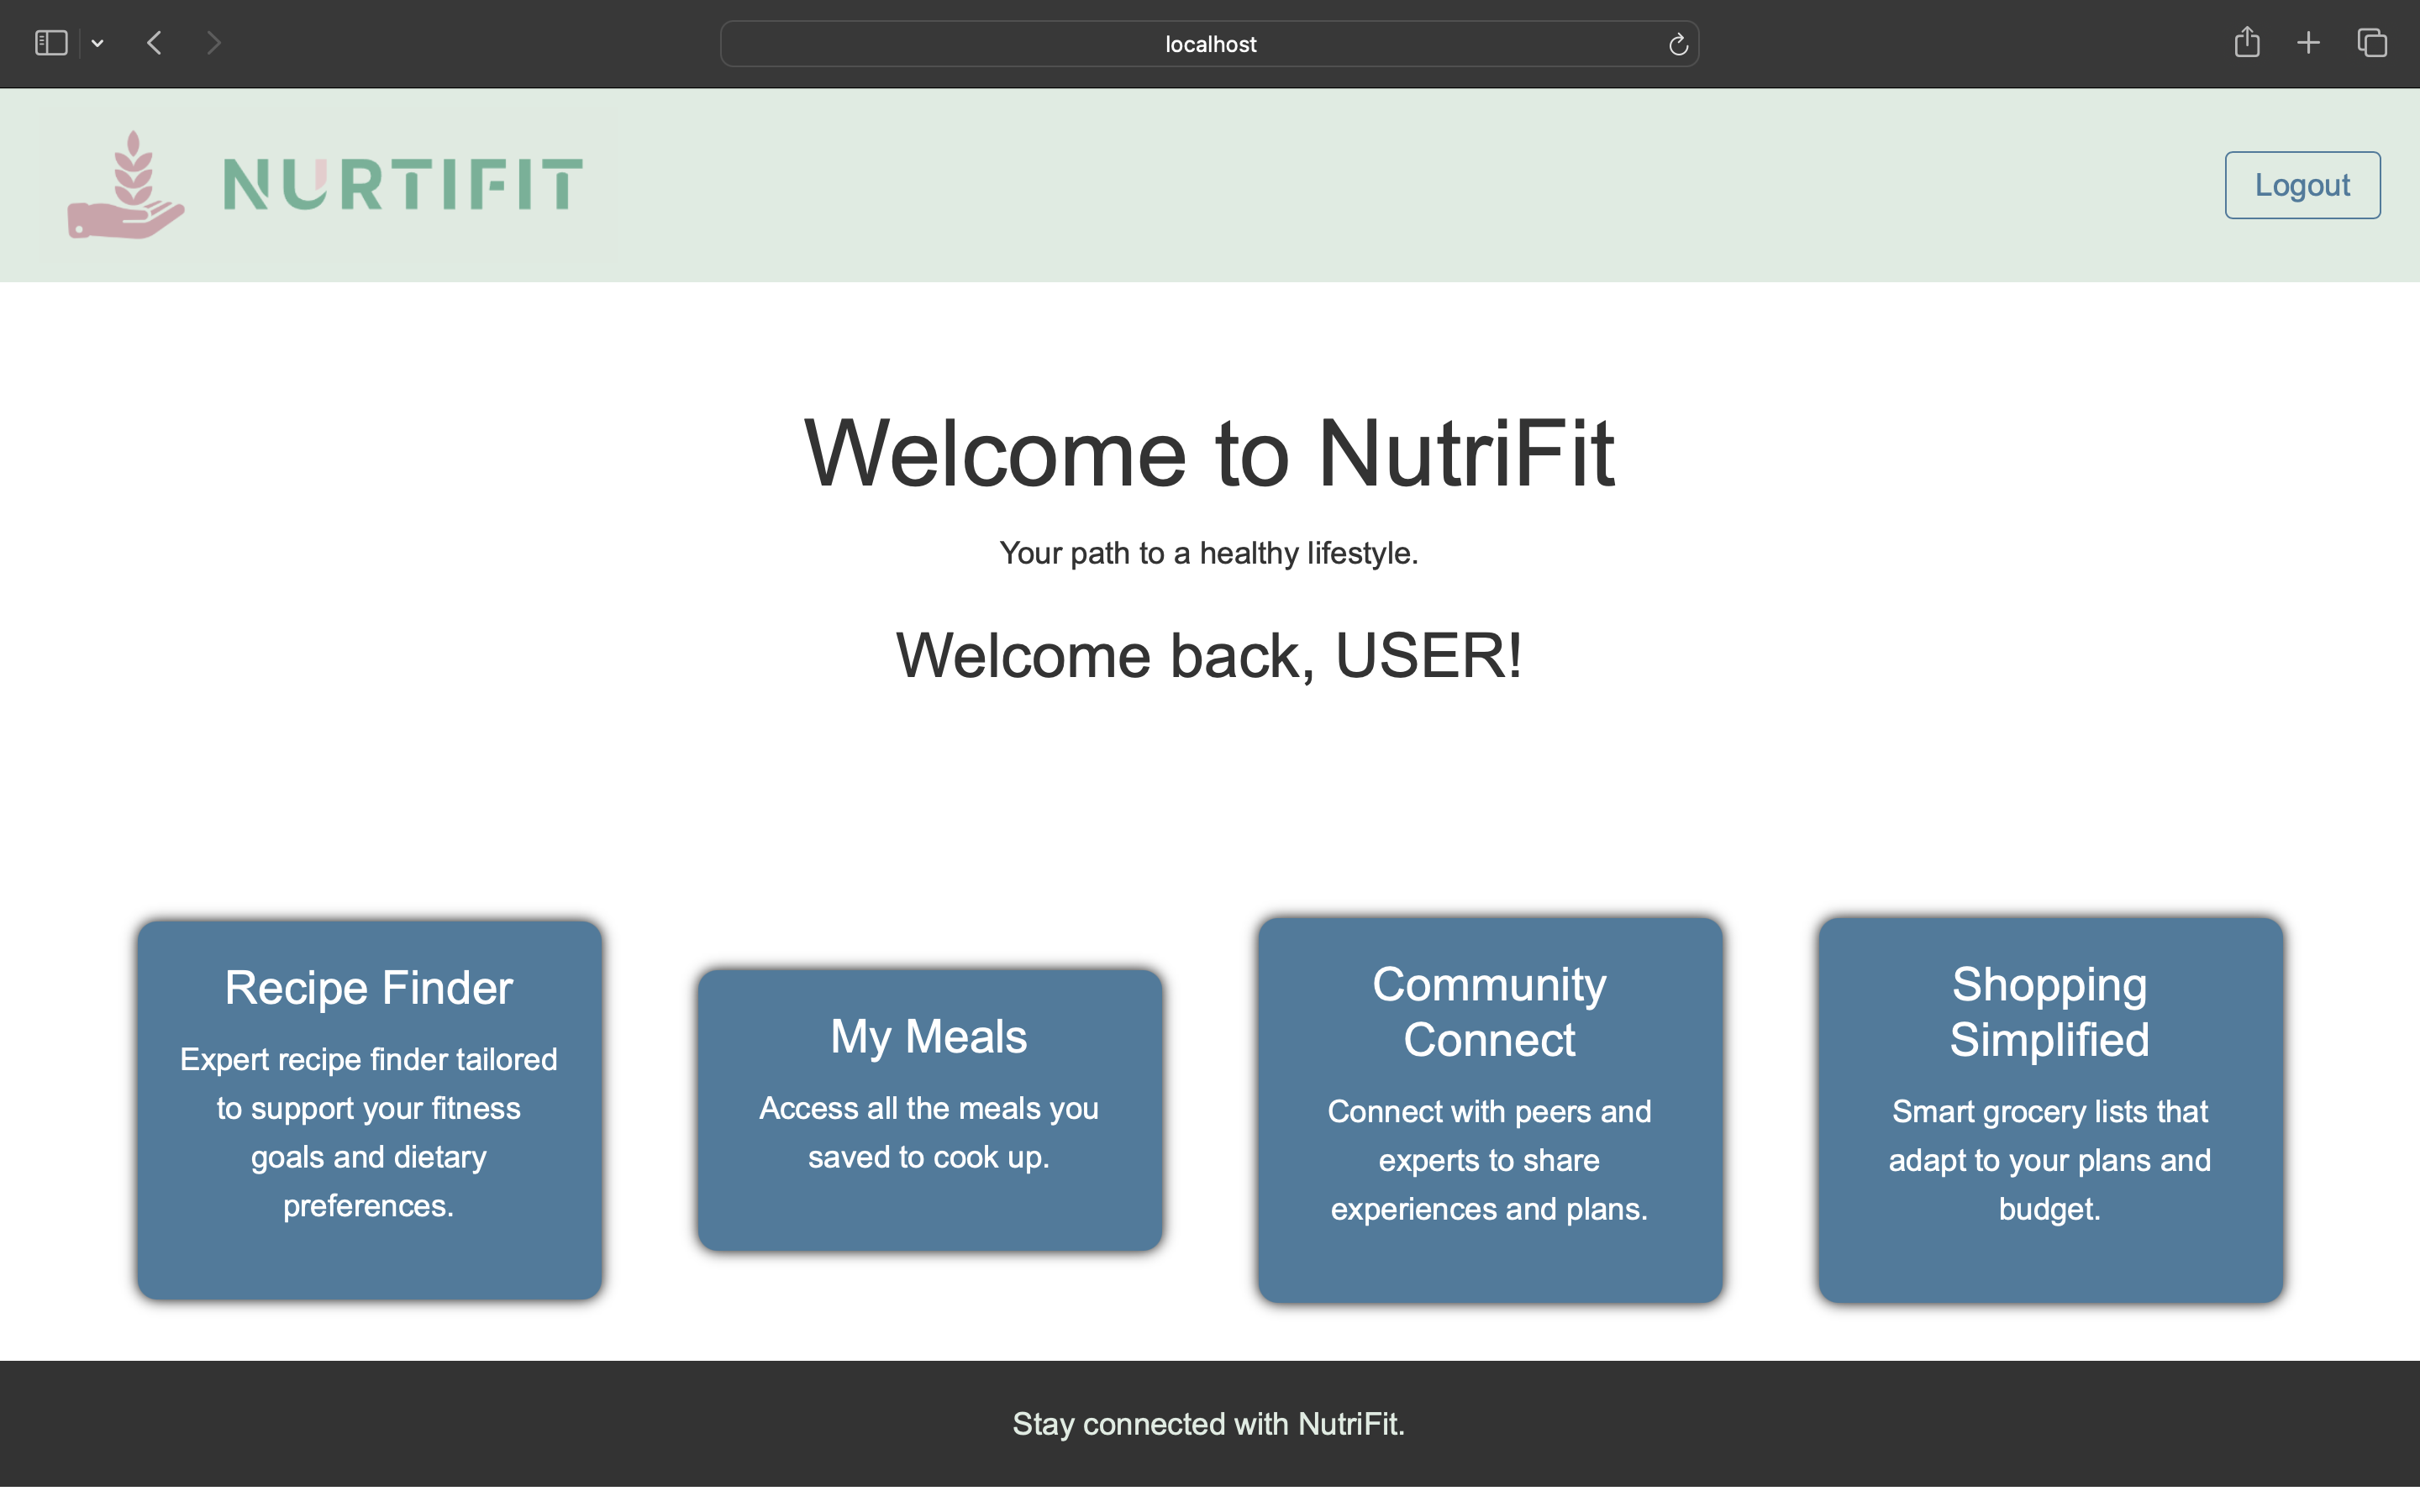 localhost
NURTIFIT
Logout
Welcome to NutriFit
Your path to a healthy lifestyle.
Welcome back, USER!
Recipe Finder
Expert recipe finder tailored
to support your fitness
goals and dietary
preferences.
My Meals
Access all the meals you
saved to cook up.
Community
Connect
Connect with peers and
experts to share
experiences and plans.
Shopping
Simplified
Smart grocery lists that
adapt to your plans and
budget.
Stay connected with NutriFit.